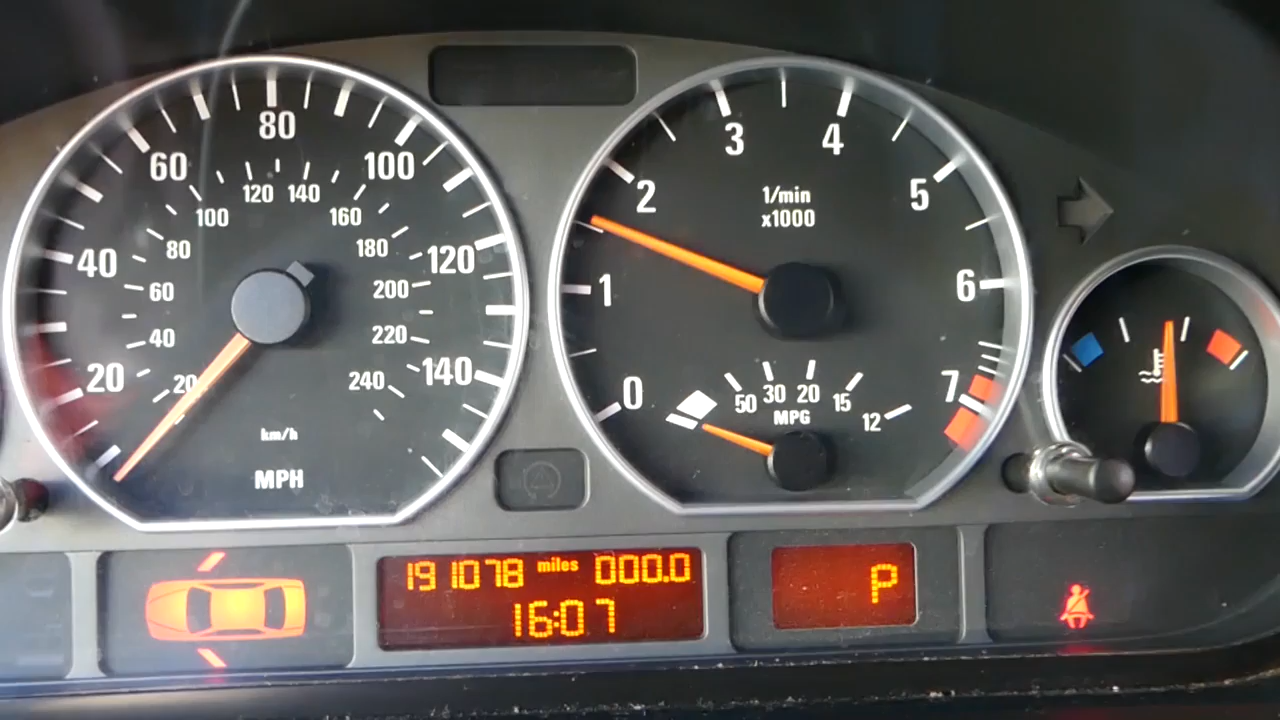 20 40 60 80 100 120 140
20 40 60 80 100 120 140 160 180 200 220 240
km/h
MPH
0 1 2 3 4 5 6 7
1/min
x1000
50 30 20 15 12
MPG
191078 miles 000.0
16:07
P